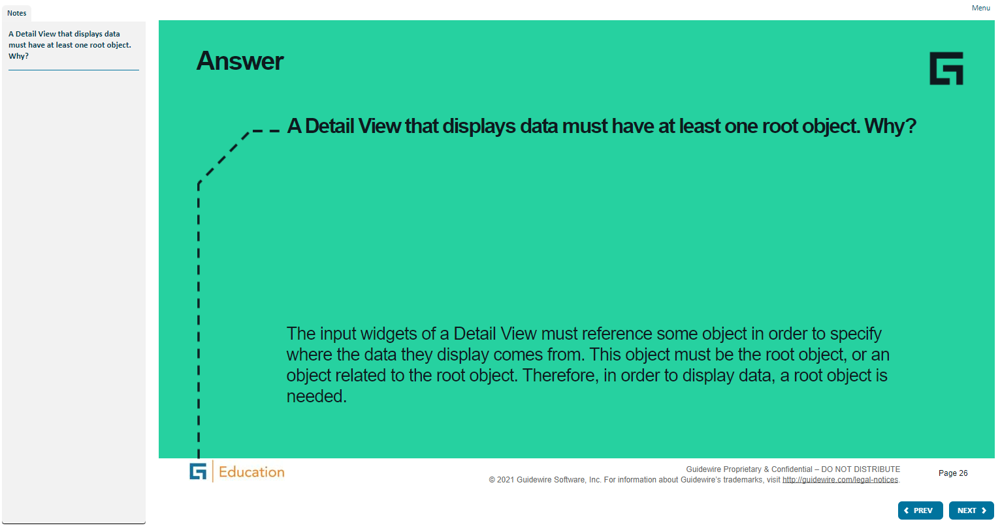 Notes
Menu
A Detail View that displays data
must have at least one root object.
Why?
Answer
A Detail View that displays data must have at least one root object. Why?
The input widgets of a Detail View must reference some object in order to specify
where the data they display comes from. This object must be the root object, or an
object related to the root object. Therefore, in order to display data, a root object is
needed.
Education
Guidewire Proprietary & Confidential – DO NOT DISTRIBUTE
© 2021 Guidewire Software, Inc. For information about Guidewire's trademarks, visit http://guidewire.com/legal-notices.
Page 26
PREV
NEXT